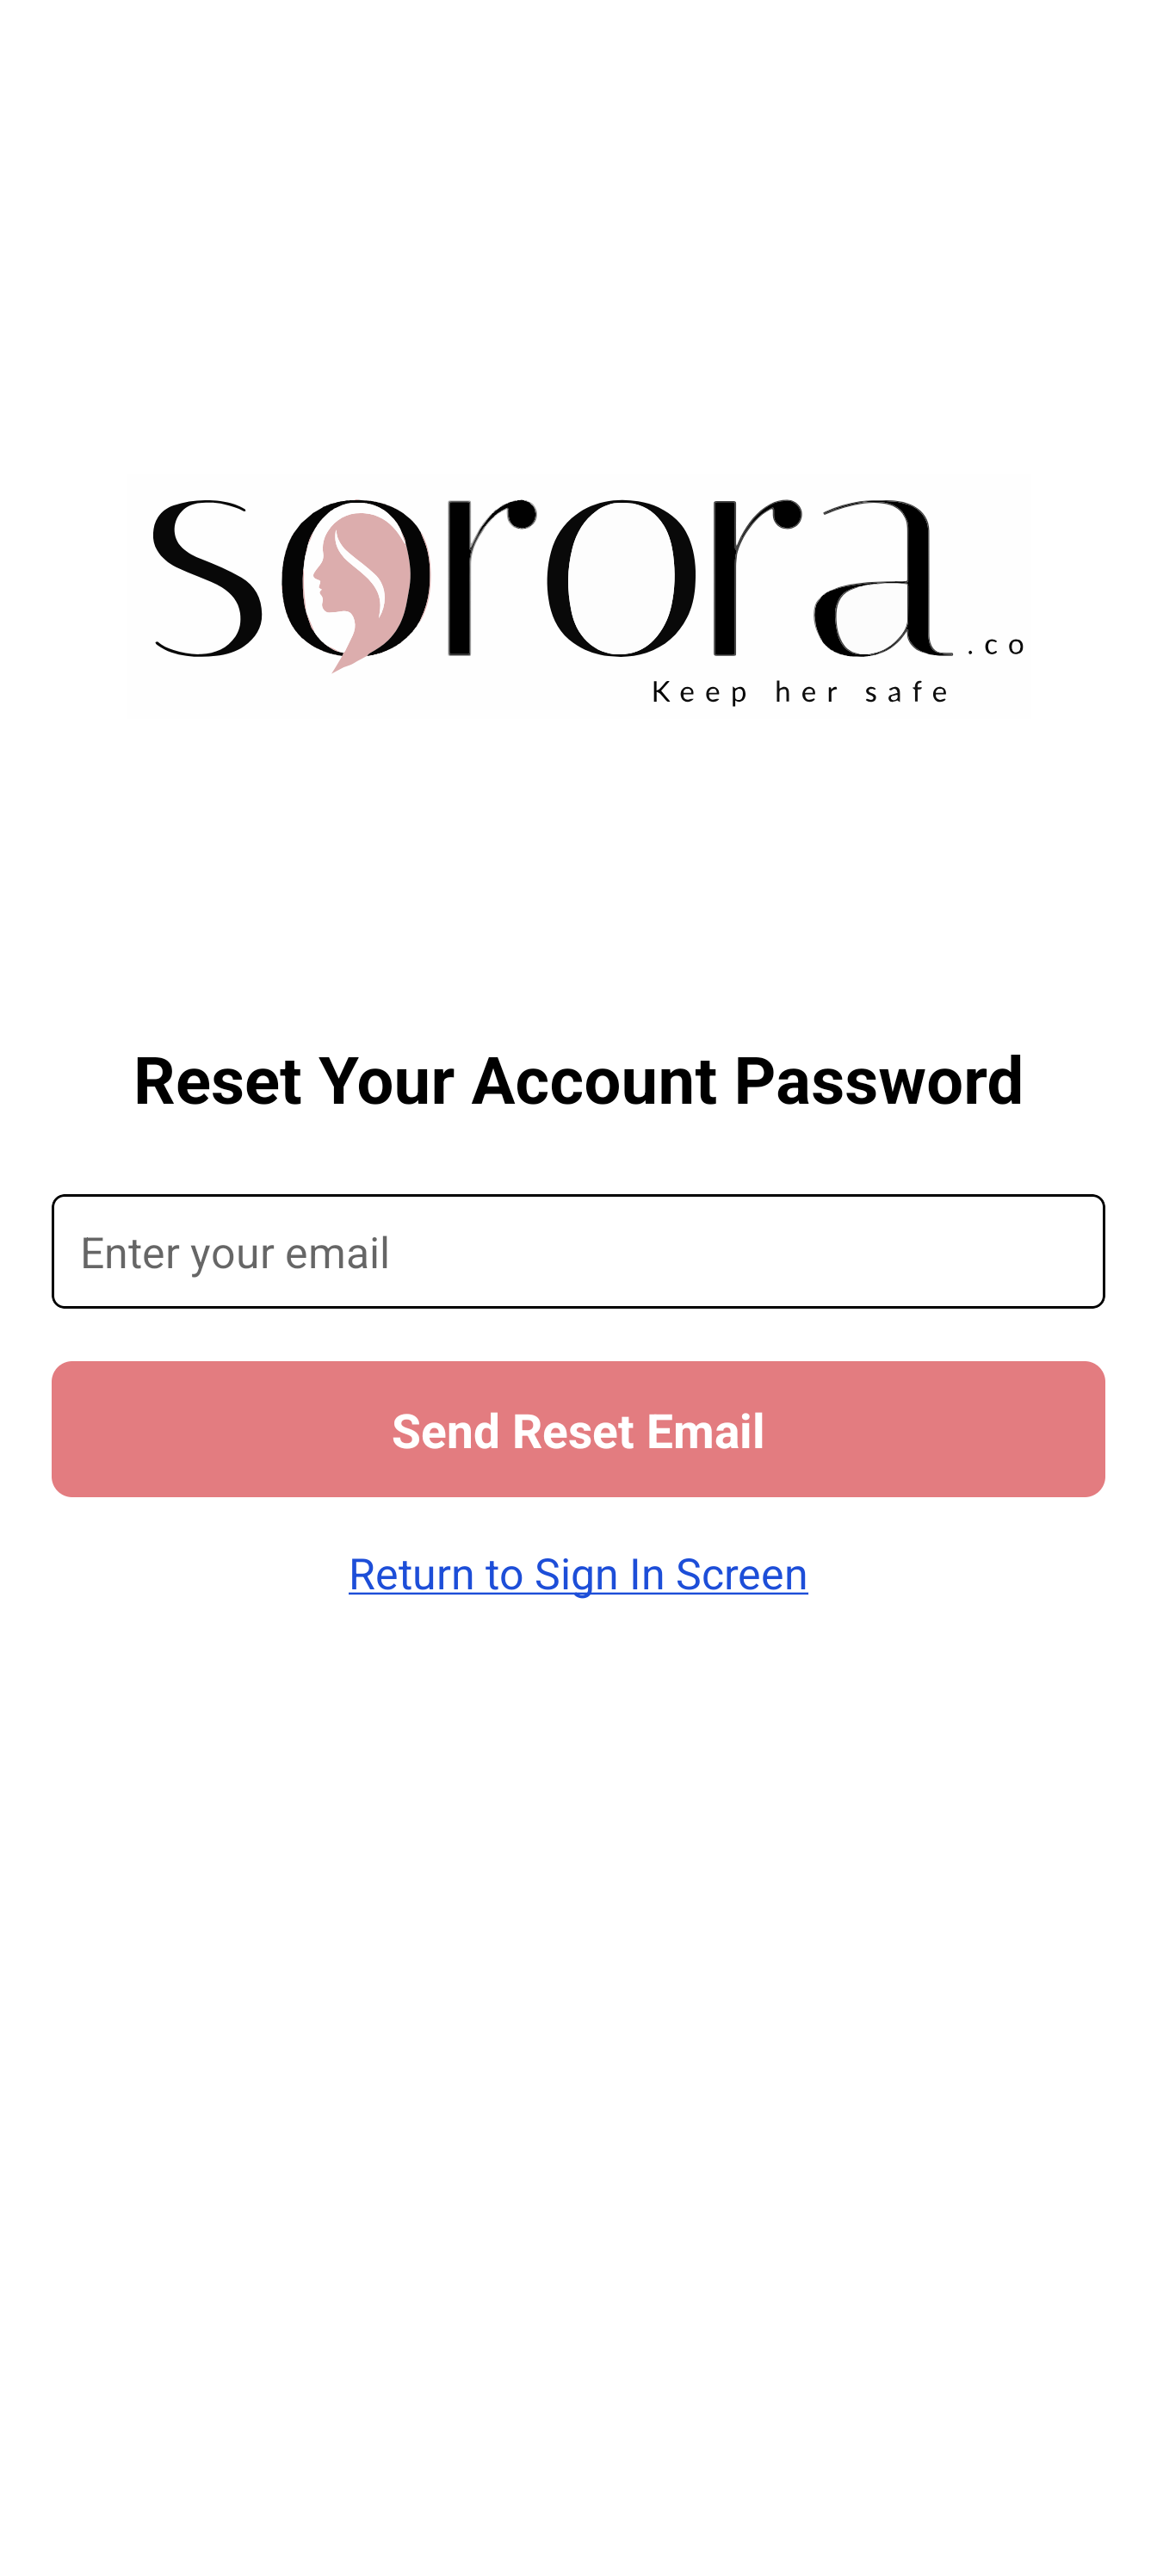 sorora.co
Keep her safe
Reset Your Account Password
Enter your email
Send Reset Email
Return to Sign In Screen